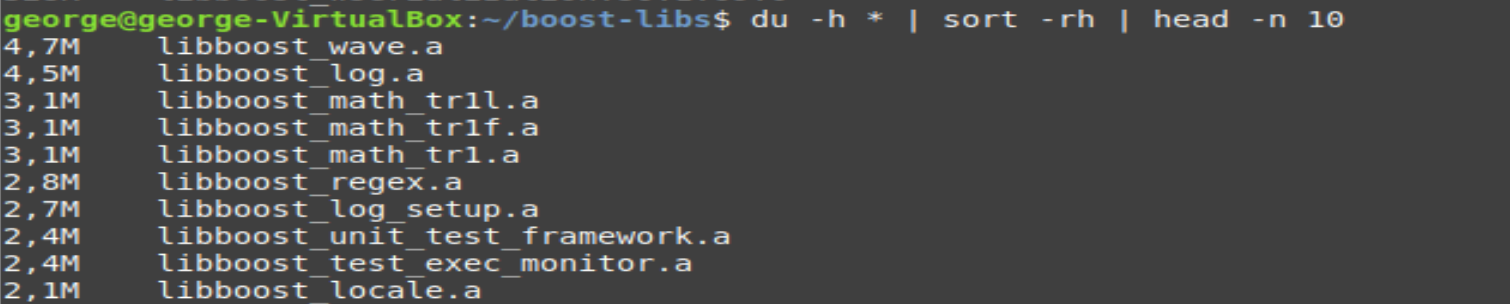 george@george-VirtualBox:~/boost-libs$ du -h * | sort -rh | head -n 10
4,7M libboost_wave.a
4,5M libboost_log.a
3,1M libboost_math_tr1l.a
3,1M libboost_math_tr1f.a
3,1M libboost_math_tr1.a
2,8M libboost_regex.a
2,7M libboost_log_setup.a
2,4M libboost_unit_test_framework.a
2,4M libboost_test_exec_monitor.a
2,1M libboost_locale.a